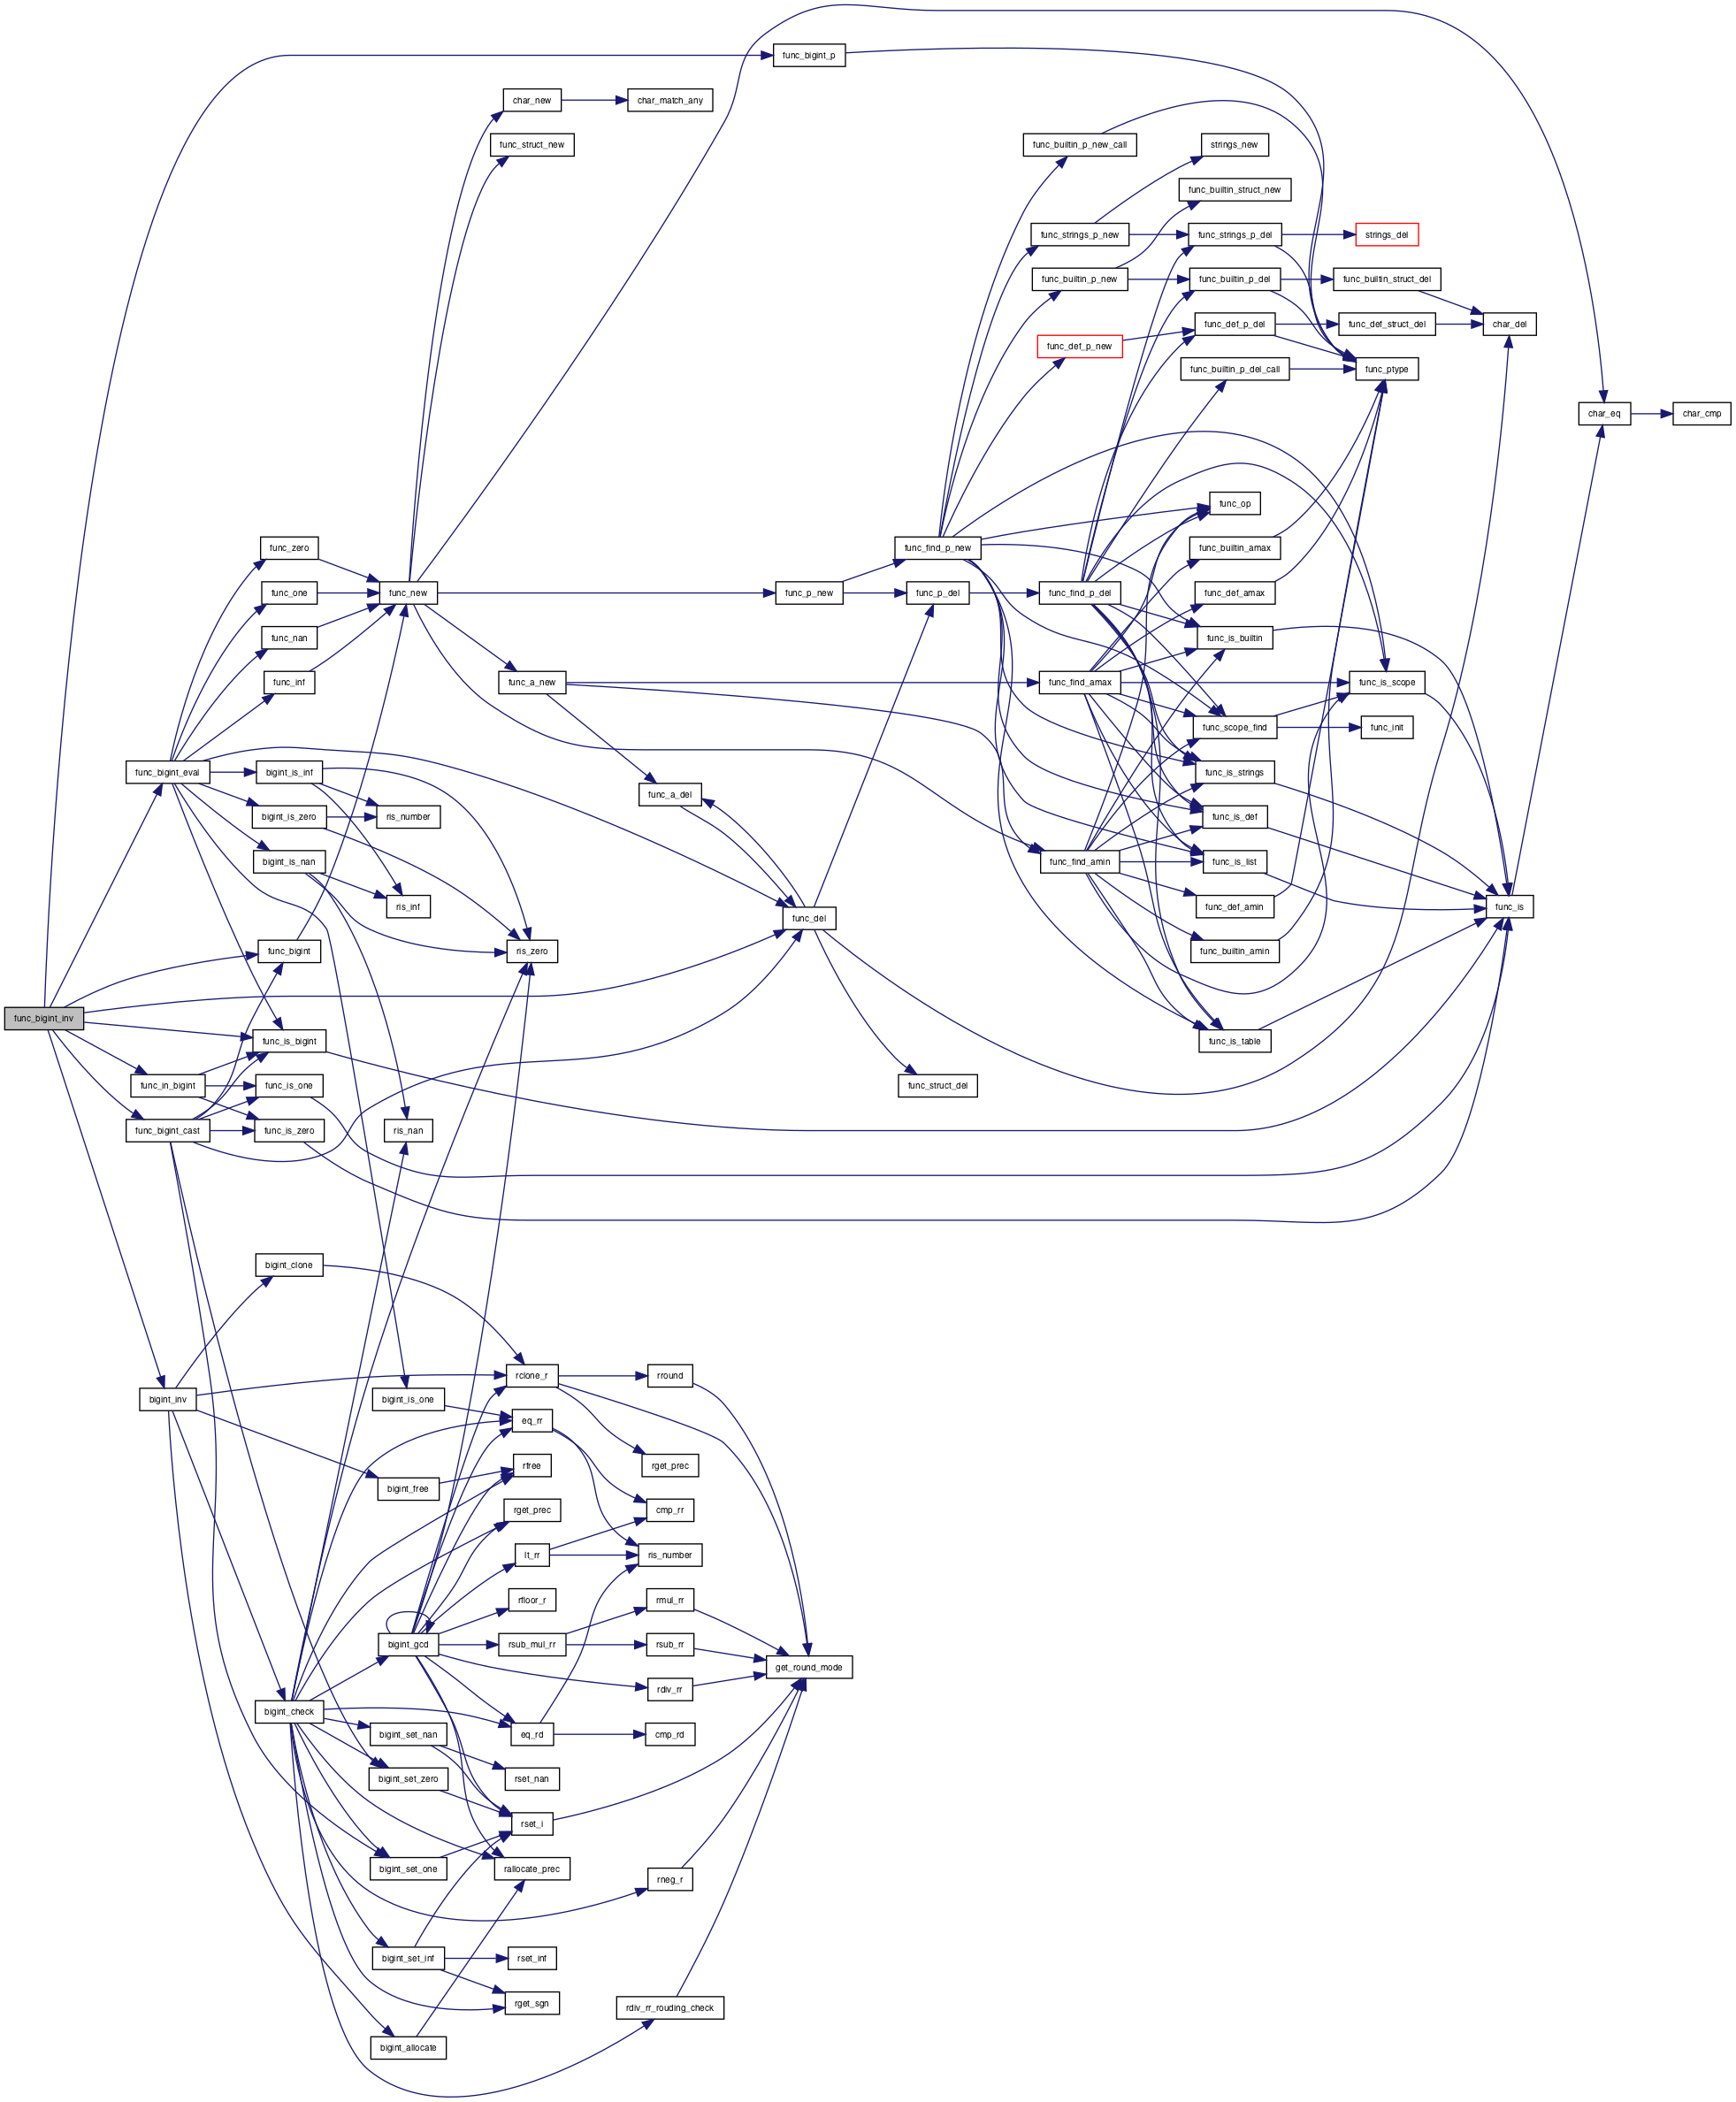 func_bigint_p
char_new
char_match_any
func_struct_new
func_builtin_p_new_call
strings_new
func_builtin_struct_new
func_strings_p_new
func_strings_p_del
strings_del
func_builtin_p_new
func_builtin_p_del
func_builtin_struct_del
func_def_p_new
func_def_p_del
func_def_struct_del
char_del
func_builtin_p_del_call
func_ptype
char_eq
char_cmp
func_op
func_zero
func_find_p_new
func_builtin_amax
func_one
func_new
func_p_new
func_p_del
func_find_p_del
func_def_amax
func_nan
func_is_builtin
func_inf
func_a_new
func_find_amax
func_is_scope
func_scope_find
func_init
func_bigint_eval
bigint_is_inf
func_is_strings
func_a_del
bigint_is_zero
ris_number
func_is_def
bigint_is_nan
func_find_amin
func_is_list
ris_inf
func_del
func_def_amin
func_is
func_bigint
ris_zero
func_builtin_amin
func_bigint_inv
func_is_bigint
func_is_table
func_in_bigint
func_is_one
func_struct_del
func_bigint_cast
func_is_zero
ris_nan
bigint_clone
rclone_r
rround
bigint_inv
bigint_is_one
eq_rr
rfree
rget_prec
bigint_free
rget_prec
cmp_rr
lt_rr
ris_number
rfloor_r
rmul_rr
bigint_gcd
rsub_mul_rr
rsub_rr
get_round_mode
rdiv_rr
bigint_check
bigint_set_nan
eq_rd
cmp_rd
bigint_set_zero
rset_nan
rset_i
bigint_set_one
rallocate_prec
rneg_r
bigint_set_inf
rset_inf
rget_sgn
rdiv_rr_rouding_check
bigint_allocate